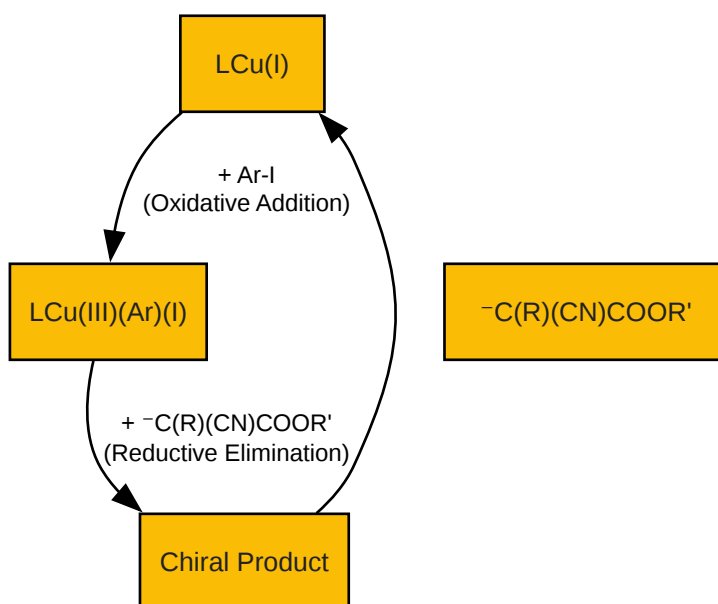 LCu(I)
+ Ar-I
(Oxidative Addition)
LCu(III)(Ar)(I)
⁻C(R)(CN)COOR'
+ ⁻C(R)(CN)COOR'
(Reductive Elimination)
Chiral Product